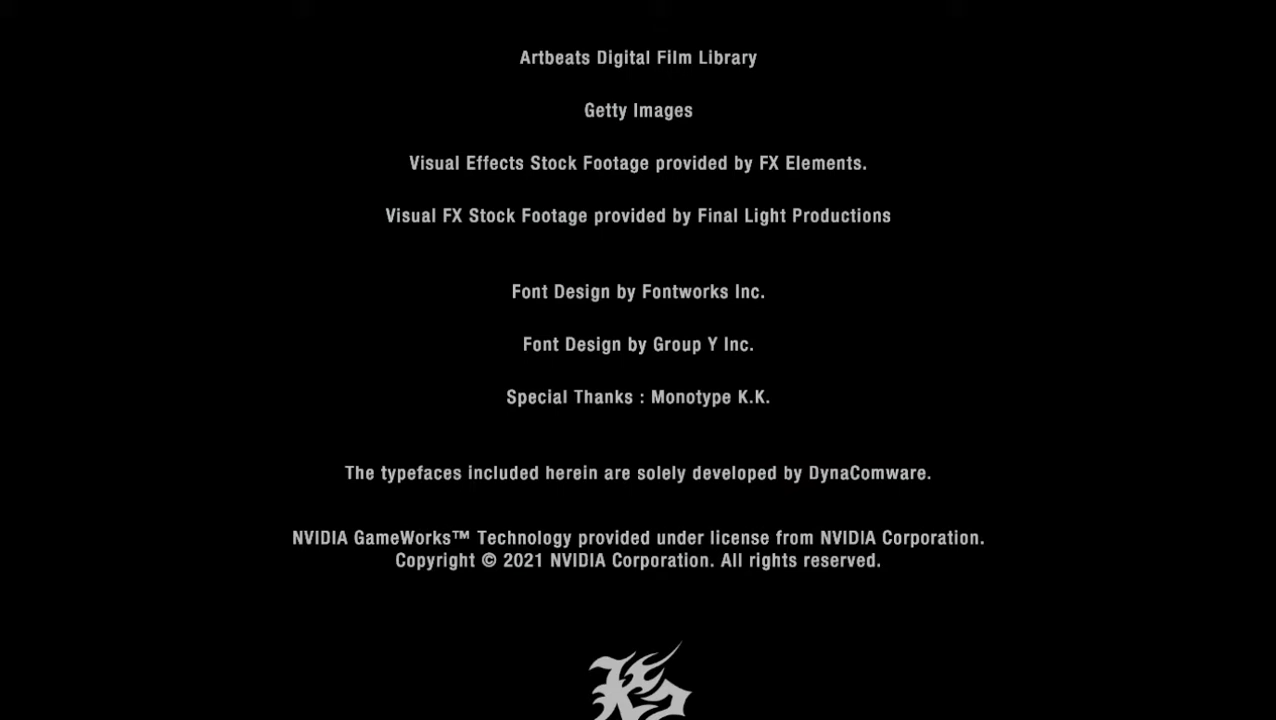 Artbeats Digital Film Library
Getty Images
Visual Effects Stock Footage provided by FX Elements.
Visual FX Stock Footage provided by Final Light Productions
Font Design by Fontworks Inc.
Font Design by Group Y Inc.
Special Thanks : Monotype K.K.
The typefaces included herein are solely developed by DynaComware.
NVIDIA GameWorks™ Technology provided under license from NVIDIA Corporation.
Copyright © 2021 NVIDIA Corporation. All rights reserved.